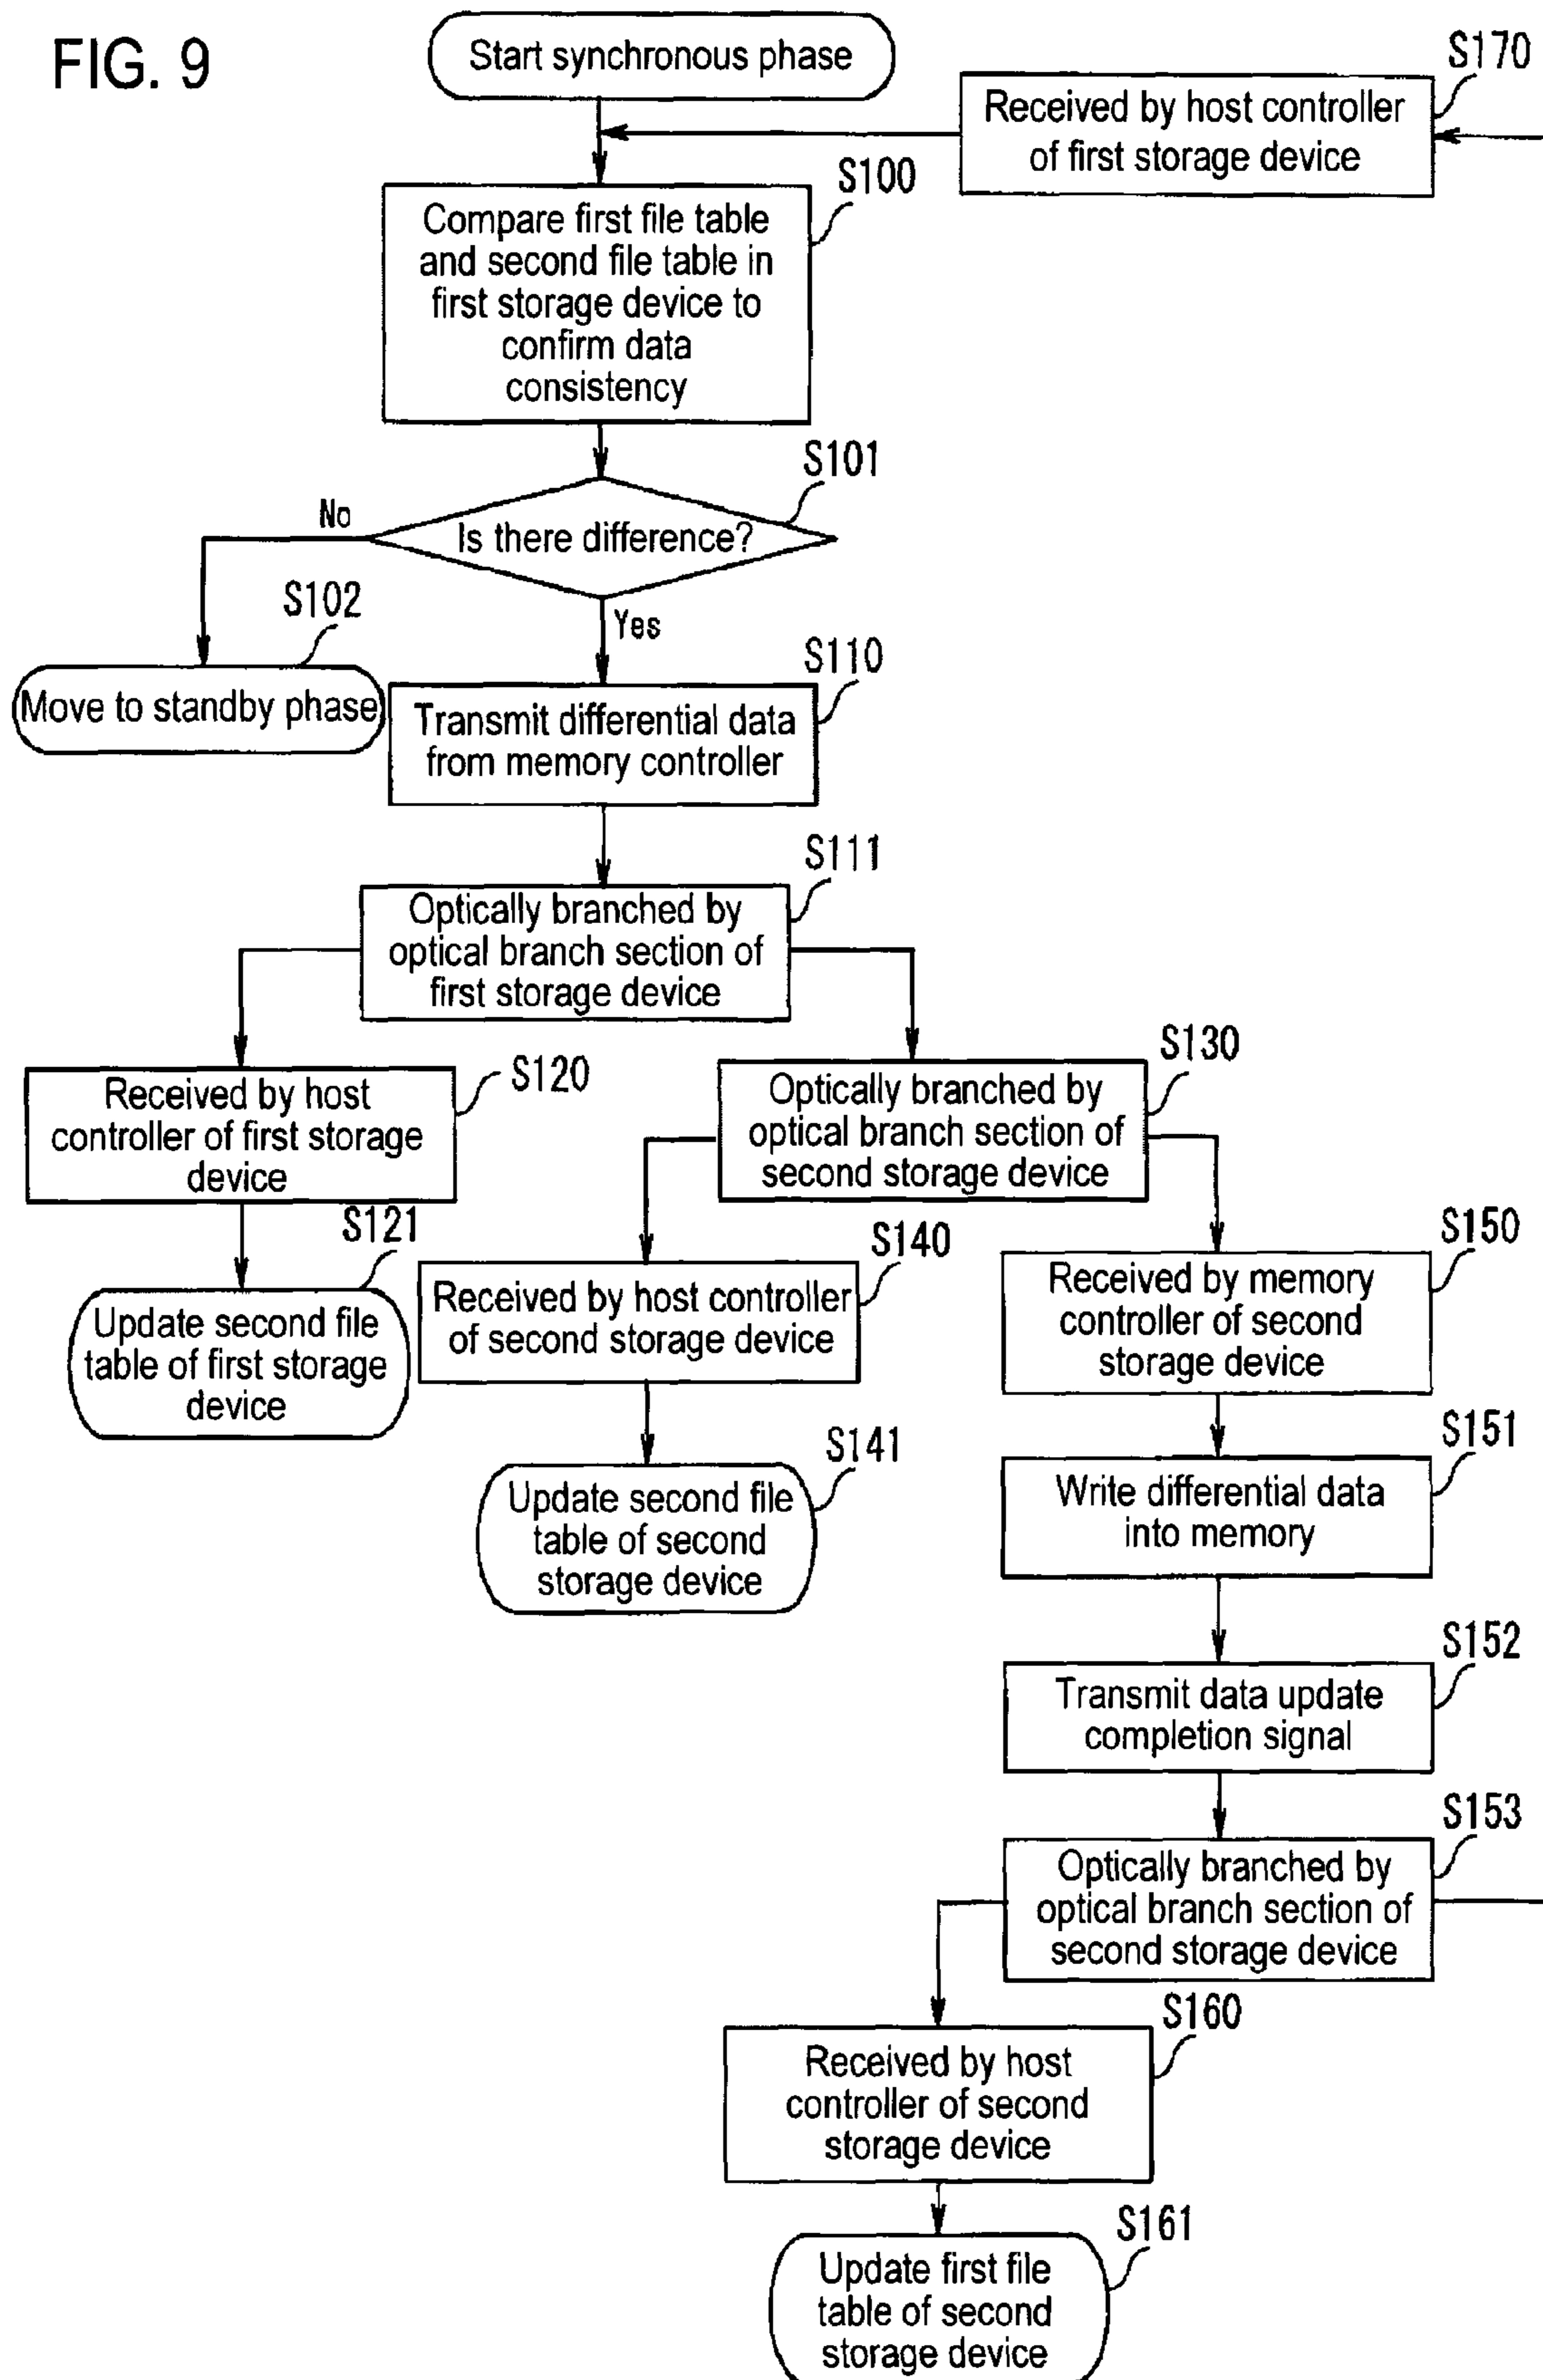 FIG. 9
Start synchronous phase
S170
Received by host controller
of first storage device
S100
Compare first file table
and second file table in
first storage device to
confirm data
consistency
S101
Is there difference?
No
Yes
S102
Move to standby phase
S110
Transmit differential data
from memory controller
S111
Optically branched by
optical branch section of
first storage device
S120
Received by host
controller of first storage
device
S130
Optically branched by
optical branch section of
second storage device
S121
Update second file
table of first storage
device
S140
Received by host controller
of second storage device
S150
Received by memory
controller of second
storage device
S141
Update second file
table of second
storage device
S151
Write differential data
into memory
S152
Transmit data update
completion signal
S153
Optically branched by
optical branch section of
second storage device
S160
Received by host
controller of second
storage device
S161
Update first file
table of second
storage device